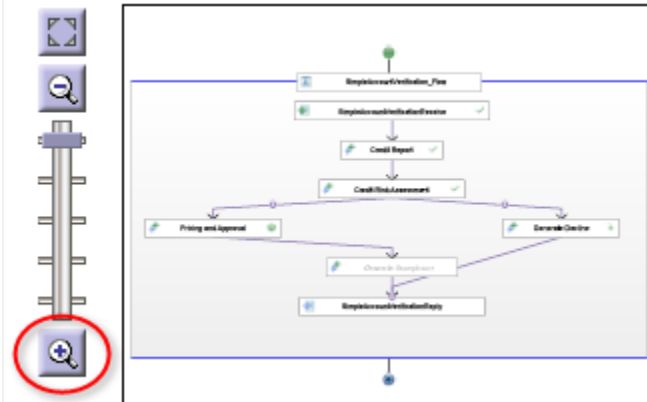 SimpleAccountVerification_Flow
SimpleAccountVerificationReceive
Credit Report
Credit Risk Assessment
Pricing and Approval
Generate Decline
SimpleAccountVerificationReply